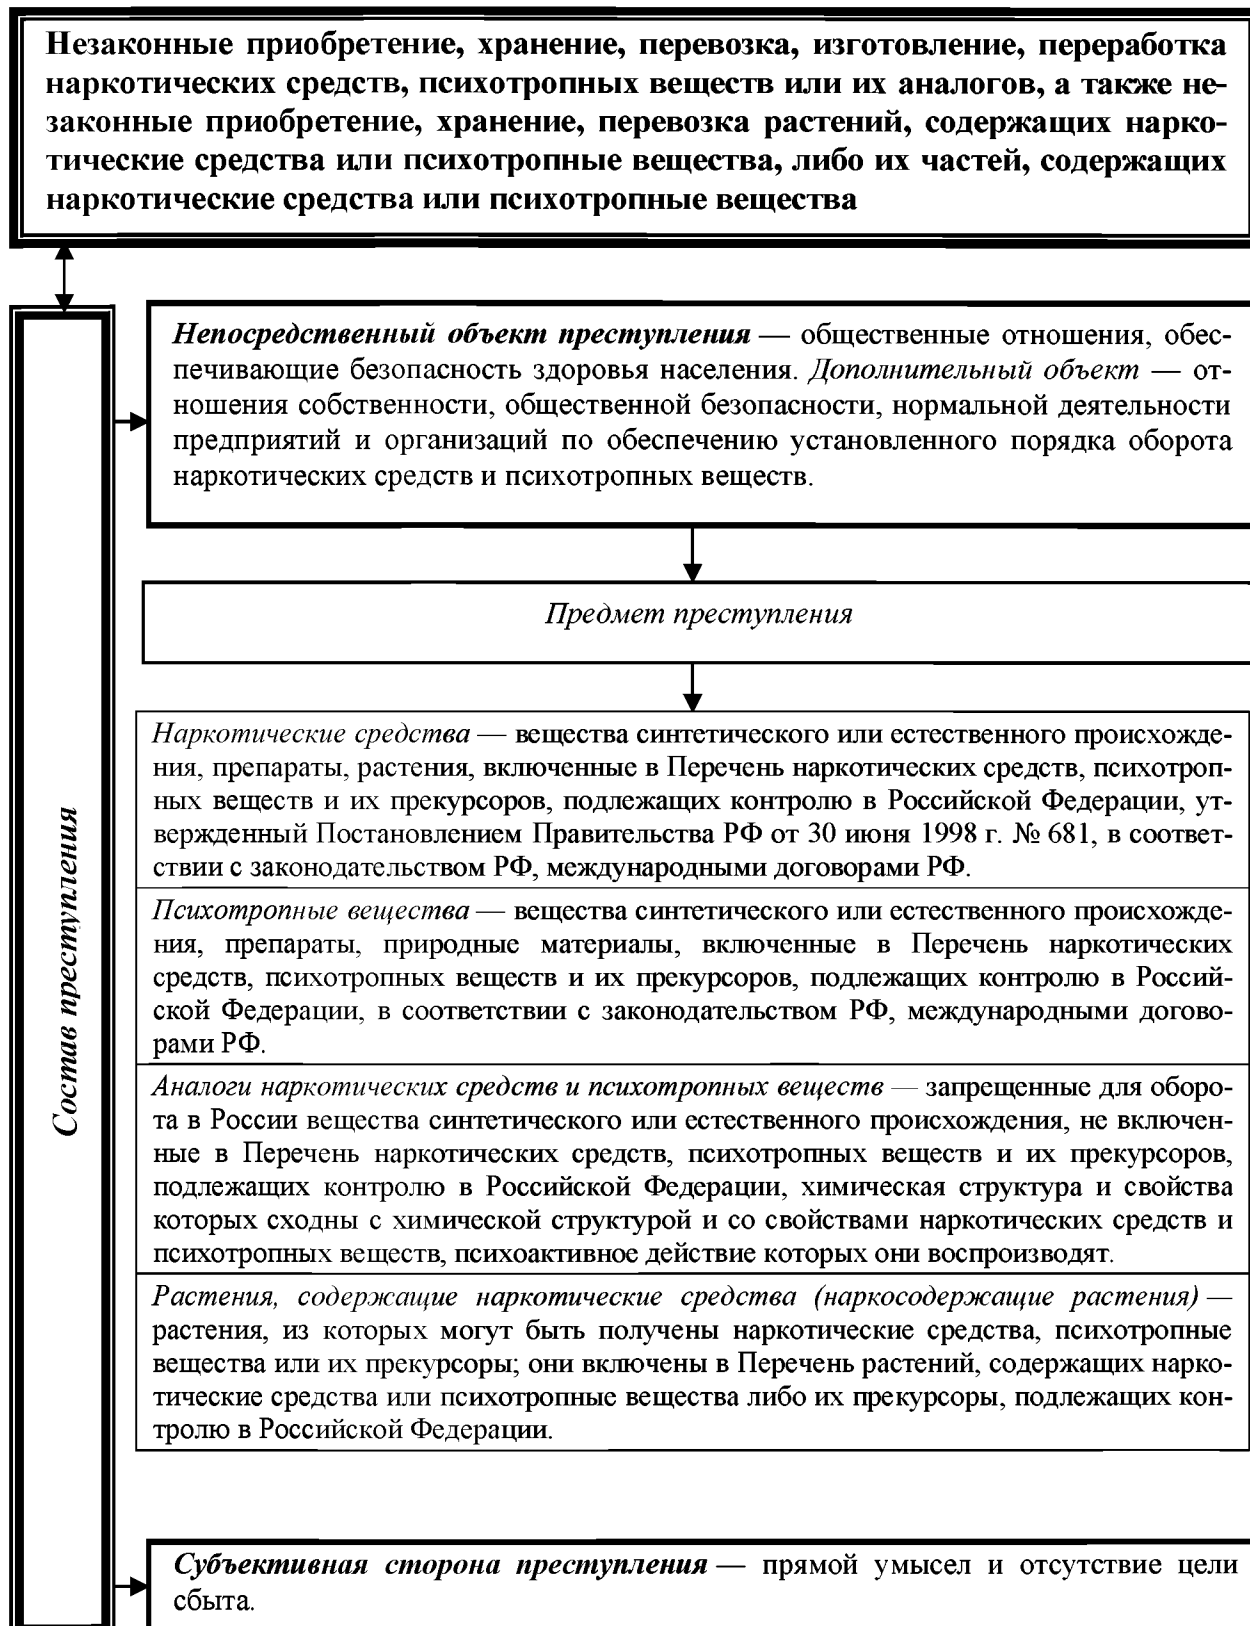 Незаконные приобретение, хранение, перевозка, изготовление, переработка
наркотических средств, психотропных веществ или их аналогов, а также не-
законные приобретение, хранение, перевозка растений, содержащих нарко-
тические средства или психотропные вещества, либо их частей, содержащих
наркотические средства или психотропные вещества
Состав преступления
Непосредственный объект преступления — общественные отношения, обес-
печивающие безопасность здоровья населения. Дополнительный объект — от-
ношения собственности, общественной безопасности, нормальной деятельности
предприятий и организаций по обеспечению установленного порядка оборота
наркотических средств и психотропных веществ.
Предмет преступления
Наркотические средства — вещества синтетического или естественного происхожде-
ния, препараты, растения, включенные в Перечень наркотических средств, психотроп-
ных веществ и их прекурсоров, подлежащих контролю в Российской Федерации, ут-
вержденный Постановлением Правительства РФ от 30 июня 1998 г. № 681, в соответ-
ствии с законодательством РФ, международными договорами РФ.
Психотропные вещества — вещества синтетического или естественного происхожде-
ния, препараты, природные материалы, включенные в Перечень наркотических
средств, психотропных веществ и их прекурсоров, подлежащих контролю в Россий-
ской Федерации, в соответствии с законодательством РФ, международными догово-
рами РФ.
Аналоги наркотических средств и психотропных веществ — запрещенные для оборо-
та в России вещества синтетического или естественного происхождения, не включен-
ные в Перечень наркотических средств, психотропных веществ и их прекурсоров,
подлежащих контролю в Российской Федерации, химическая структура и свойства
которых сходны с химической структурой и со свойствами наркотических средств и
психотропных веществ, психоактивное действие которых они воспроизводят.
Растения, содержащие наркотические средства (наркосодержащие растения) —
растения, из которых могут быть получены наркотические средства, психотропные
вещества или их прекурсоры; они включены в Перечень растений, содержащих нарко-
тические средства или психотропные вещества либо их прекурсоры, подлежащих кон-
тролю в Российской Федерации.
Субъективная сторона преступления — прямой умысел и отсутствие цели
сбыта.